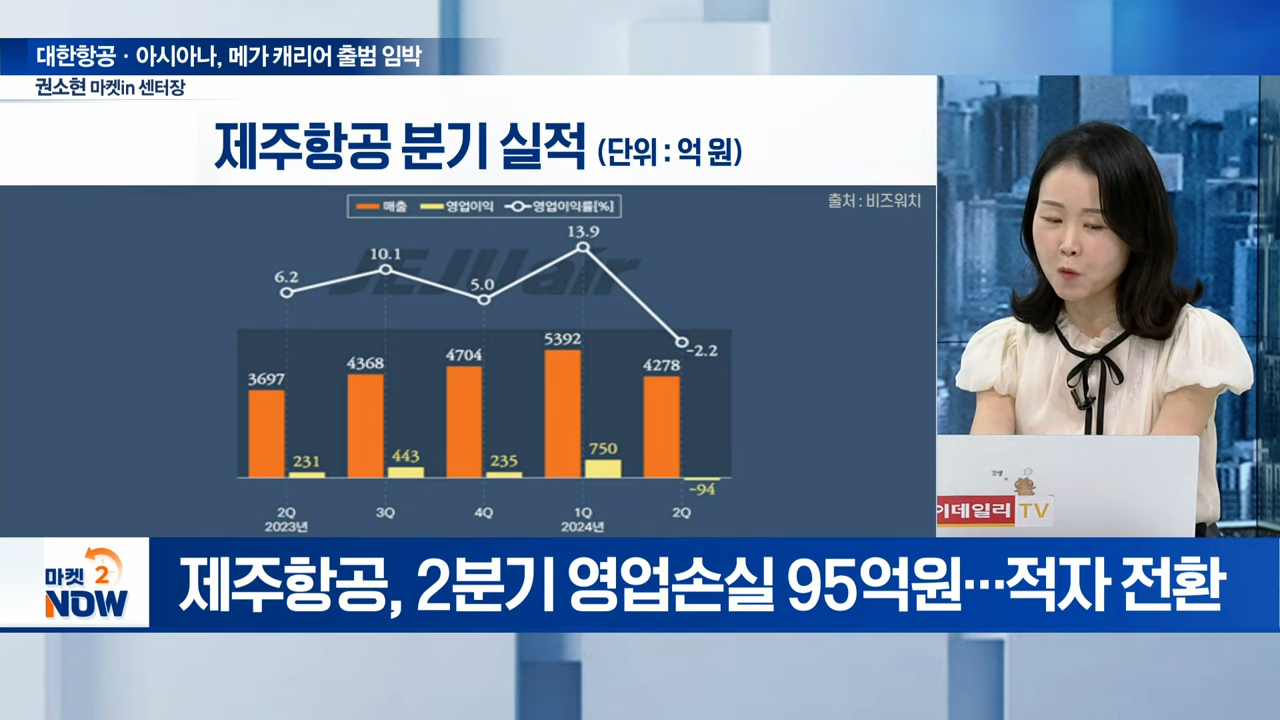 대한항공 · 아시아나, 메가 캐리어 출범 임박
권소현 마켓in 센터장
제주항공 분기 실적 (단위 : 억 원)
출처 : 비즈워치
매출 영업이익 영업이익률[%]
JEJUair
6.2 10.1 5.0 13.9 -2.2
3697 4368 4704 5392 4278
231 443 235 750 -94
2Q 3Q 4Q 1Q 2Q
2023년 2024년
이데일리 TV
마켓 2
NOW
제주항공, 2분기 영업손실 95억원…적자 전환